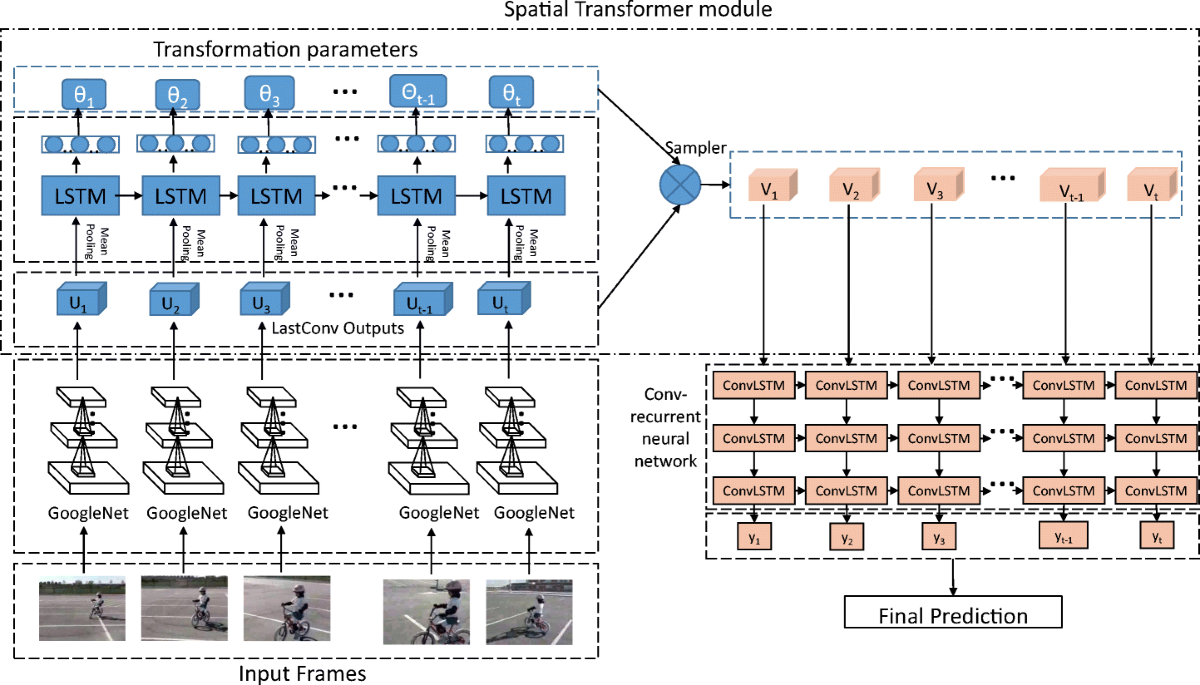 Spatial Transformer module
Transformation parameters
θ1 θ2 θ3 ... Θt-1 θt
LSTM LSTM LSTM ... LSTM LSTM
Mean Pooling Mean Pooling Mean Pooling Mean Pooling Mean Pooling
U1 U2 U3 ... Ut-1 Ut
LastConv Outputs
Sampler
V1 V2 V3 ... Vt-1 Vt
GoogleNet GoogleNet GoogleNet ... GoogleNet GoogleNet
Input Frames
Conv-
recurrent
neural
network
ConvLSTM ConvLSTM ConvLSTM ... ConvLSTM ConvLSTM
ConvLSTM ConvLSTM ConvLSTM ... ConvLSTM ConvLSTM
ConvLSTM ConvLSTM ConvLSTM ... ConvLSTM ConvLSTM
y1 y2 y3 yt-1 yt
Final Prediction